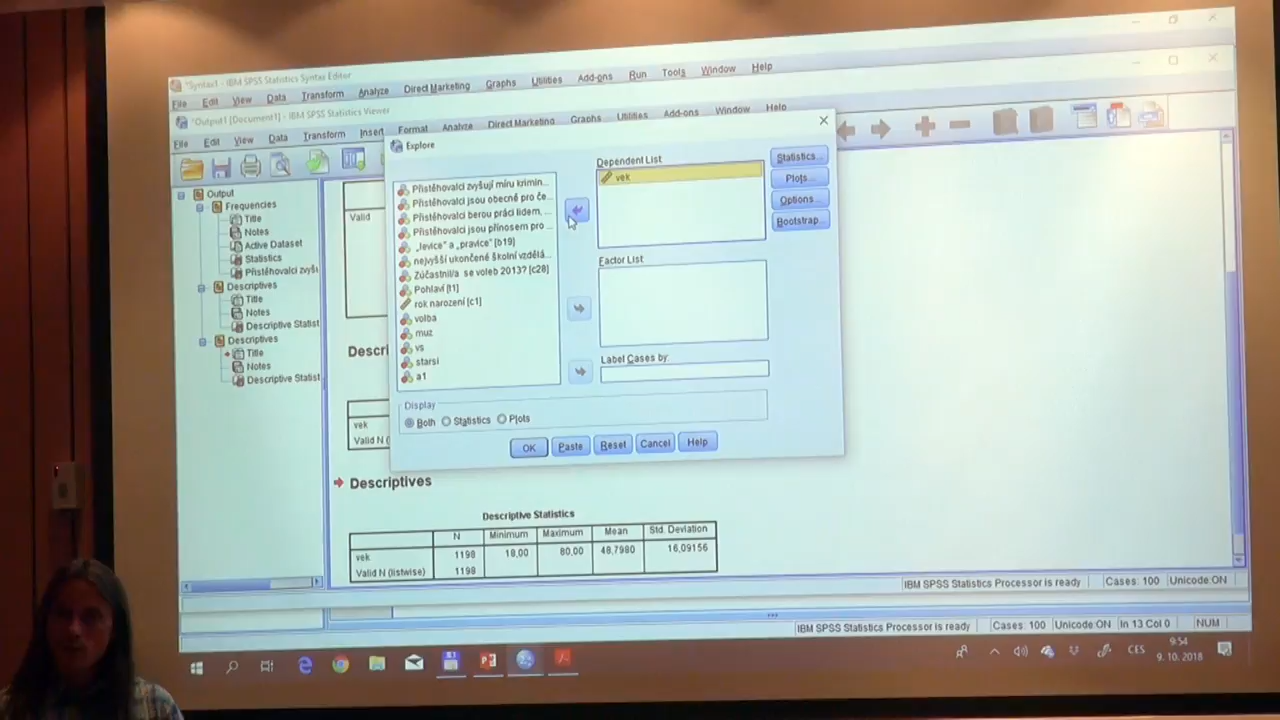 *Syntax1 - IBM SPSS Statistics Syntax Editor
File Edit View Data Transform Analyze Direct Marketing Graphs Utilities Add-ons Run Tools Window Help
*Output1 [Document1] - IBM SPSS Statistics Viewer
File Edit View Data Transform Insert Format Analyze Direct Marketing Graphs Utilities Add-ons Window Help
Output
Frequencies
Title
Notes
Active Dataset
Statistics
Přistěhovalci zvyšu
Descriptives
Title
Notes
Descriptive Statist
Descriptives
Title
Notes
Descriptive Statist
Valid
Descri
vek
Valid N (
Explore
Přistěhovalci zvyšují míru krimin...
Přistěhovalci jsou obecně pro če...
Přistěhovalci berou práci lidem, ...
Přistěhovalci jsou přínosem pro ...
„levice“ a „pravice“ [b19]
nejvyšší ukončené školní vzdělá...
Zúčastnil/a se voleb 2013? [c28]
Pohlaví [t1]
rok narození [c1]
volba
muz
vs
starsi
a1
Dependent List
vek
Factor List
Label Cases by:
Statistics...
Plots...
Options...
Bootstrap...
Display
Both Statistics Plots
OK Paste Reset Cancel Help
Descriptives
Descriptive Statistics
N Minimum Maximum Mean Std. Deviation
vek 1198 18,00 80,00 48,7980 16,09156
Valid N (listwise) 1198
IBM SPSS Statistics Processor is ready Cases: 100 Unicode:ON
IBM SPSS Statistics Processor is ready Cases: 100 Unicode:ON In 13 Col 0 NUM
CES
9:54
9. 10. 2018